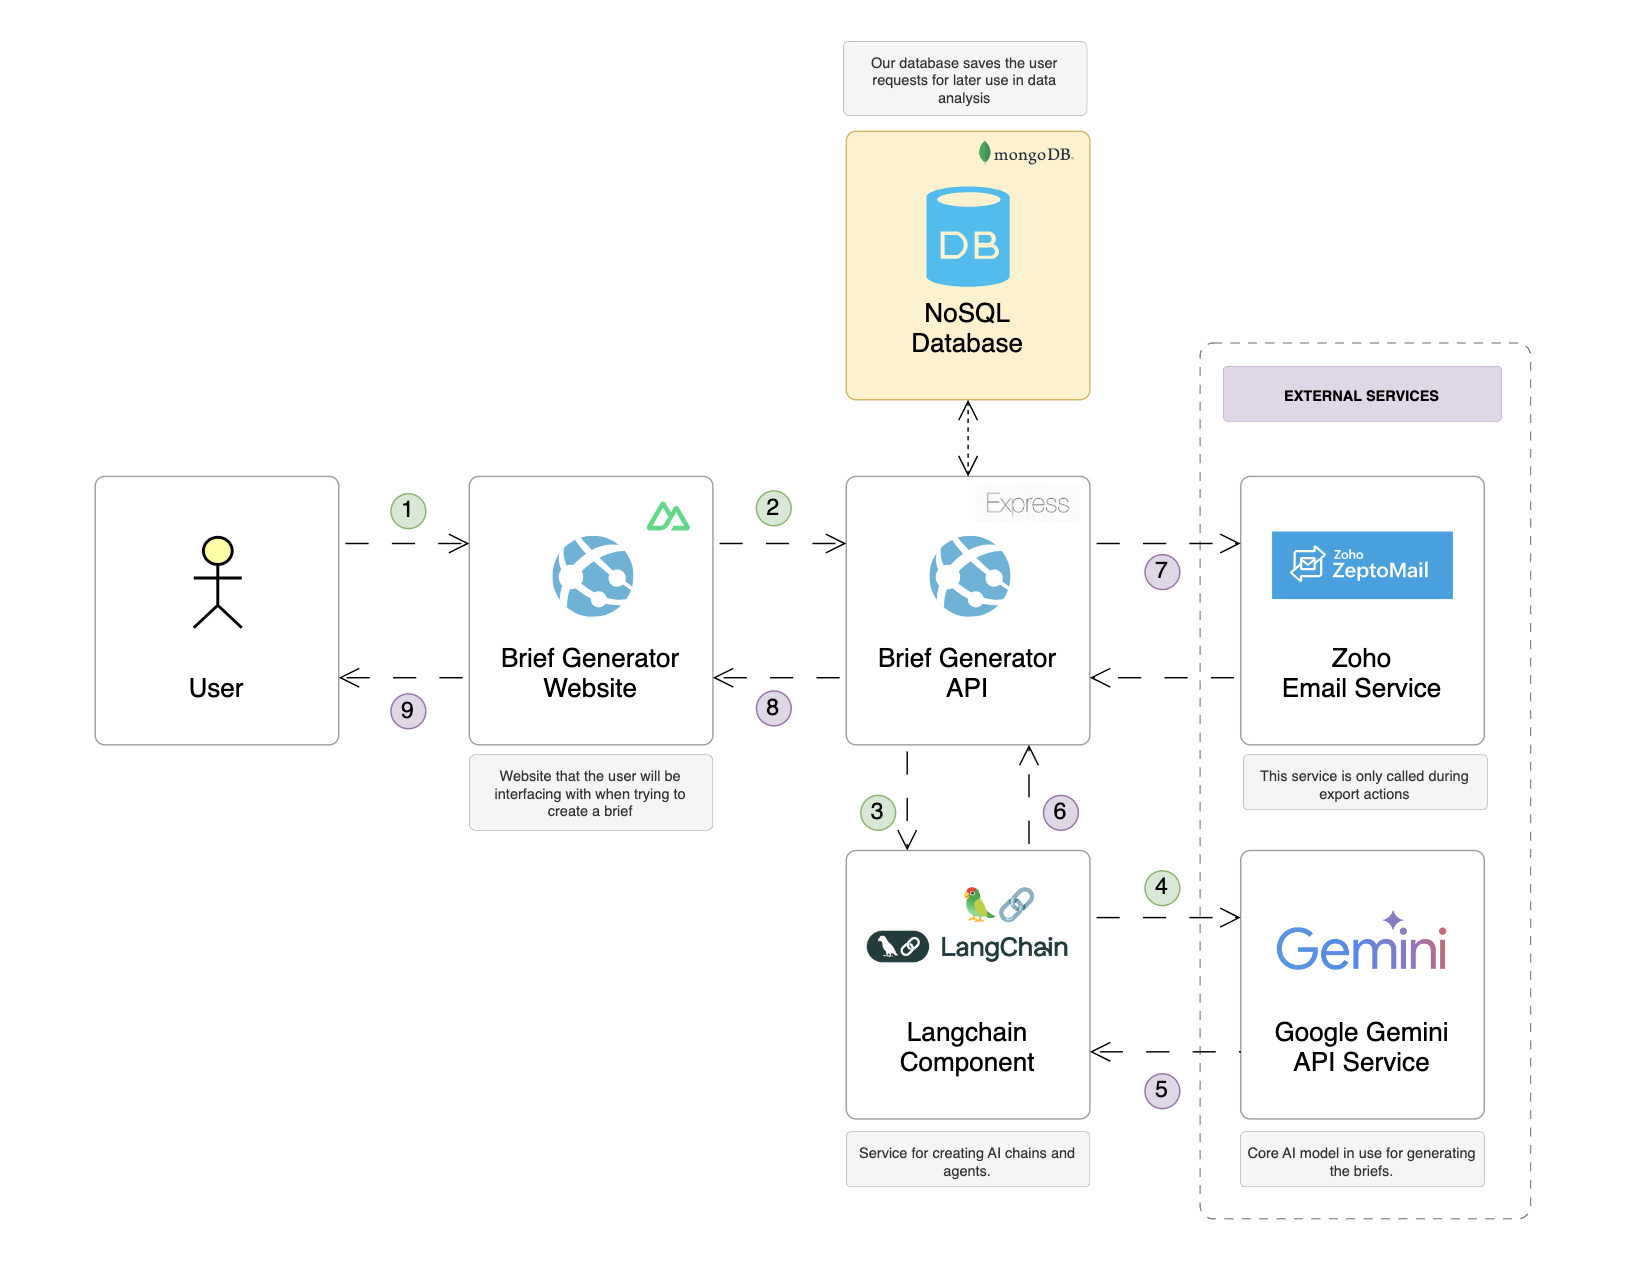 Our database saves the user
requests for later use in data
analysis
mongoDB.
DB
NoSQL
Database
EXTERNAL SERVICES
1
2
Express
7
Zoho
ZeptoMail
User
Brief Generator
Website
Brief Generator
API
Zoho
Email Service
9
8
Website that the user will be
interfacing with when trying to
create a brief
This service is only called during
export actions
3
6
4
LangChain
Gemini
Langchain
Component
Google Gemini
API Service
5
Service for creating AI chains and
agents.
Core AI model in use for generating
the briefs.